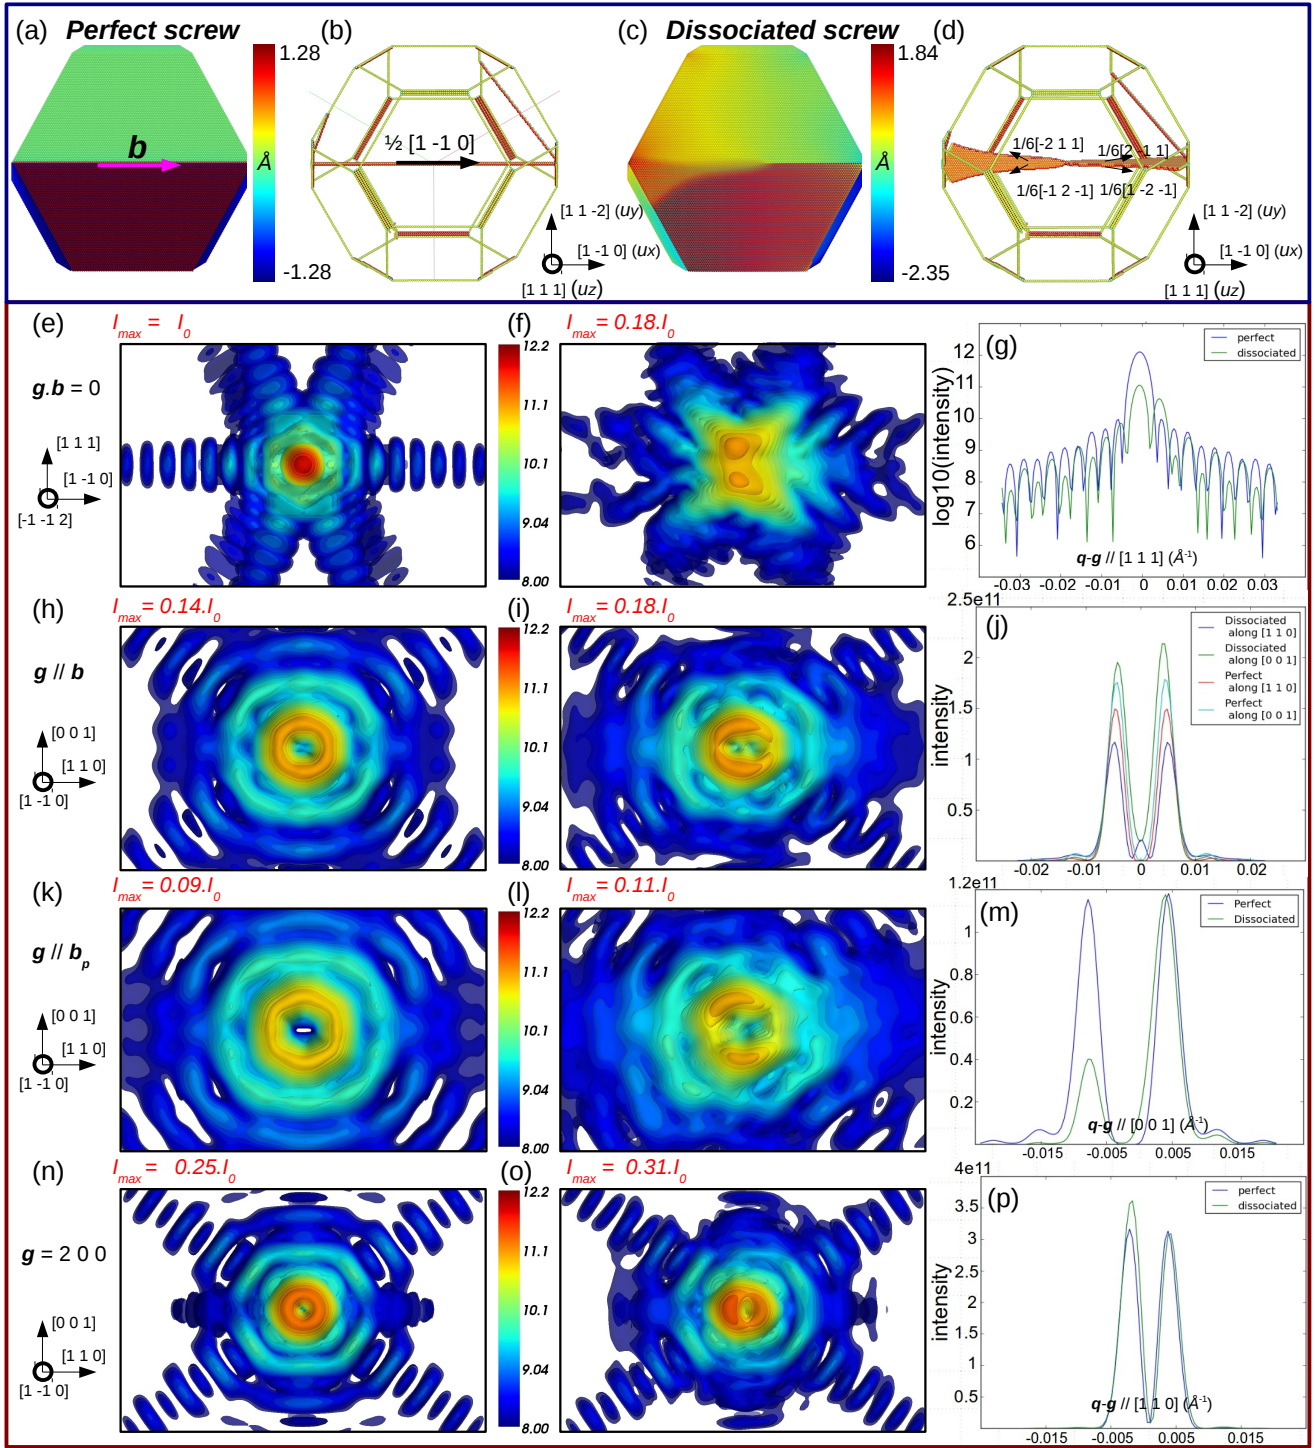 (a) Perfect screw (b) (c) Dissociated screw (d)
1.28
Å
-1.28
b
½ [1 -1 0]
[1 1 -2] (uy)
[1 -1 0] (ux)
[1 1 1] (uz)
1.84
Å
-2.35
1/6[-2 1 1]
1/6[2 -1 1]
1/6[-1 2 -1]
1/6[1 -2 -1]
[1 1 -2] (uy)
[1 -1 0] (ux)
[1 1 1] (uz)
(e) Imax = I0
g.b = 0
[1 1 1]
[1 -1 0]
[-1 -1 2]
12.2
11.1
10.1
9.04
8.00
(f) Imax = 0.18.I0
(g)
perfect
dissociated
log10(intensity)
12
11
10
9
8
7
6
q-g // [1 1 1] (Å-1)
-0.03 -0.02 -0.01 0 0.01 0.02 0.03
(h) Imax = 0.14.I0
g // b
[0 0 1]
[1 1 0]
[1 -1 0]
12.2
11.1
10.1
9.04
8.00
(i) Imax = 0.18.I0
2.5e11
(j)
Dissociated
along [1 1 0]
Dissociated
along [0 0 1]
Perfect
along [1 1 0]
Perfect
along [0 0 1]
intensity
2
1.5
1
0.5
-0.02 -0.01 0 0.01 0.02
(k) Imax = 0.09.I0
g // bp
[0 0 1]
[1 1 0]
[1 -1 0]
12.2
11.1
10.1
9.04
8.00
(l) Imax = 0.11.I0
1.2e11
(m)
Perfect
Dissociated
intensity
1
0.8
0.6
0.4
0.2
q-g // [0 0 1] (Å-1)
-0.015 -0.005 0.005 0.015
(n) Imax = 0.25.I0
g = 2 0 0
[0 0 1]
[1 1 0]
[1 -1 0]
12.2
11.1
10.1
9.04
8.00
(o) Imax = 0.31.I0
4e11
(p)
perfect
dissociated
intensity
3.5
3
2.5
2
1.5
1
0.5
q-g // [1 1 0] (Å-1)
-0.015 -0.005 0.005 0.015